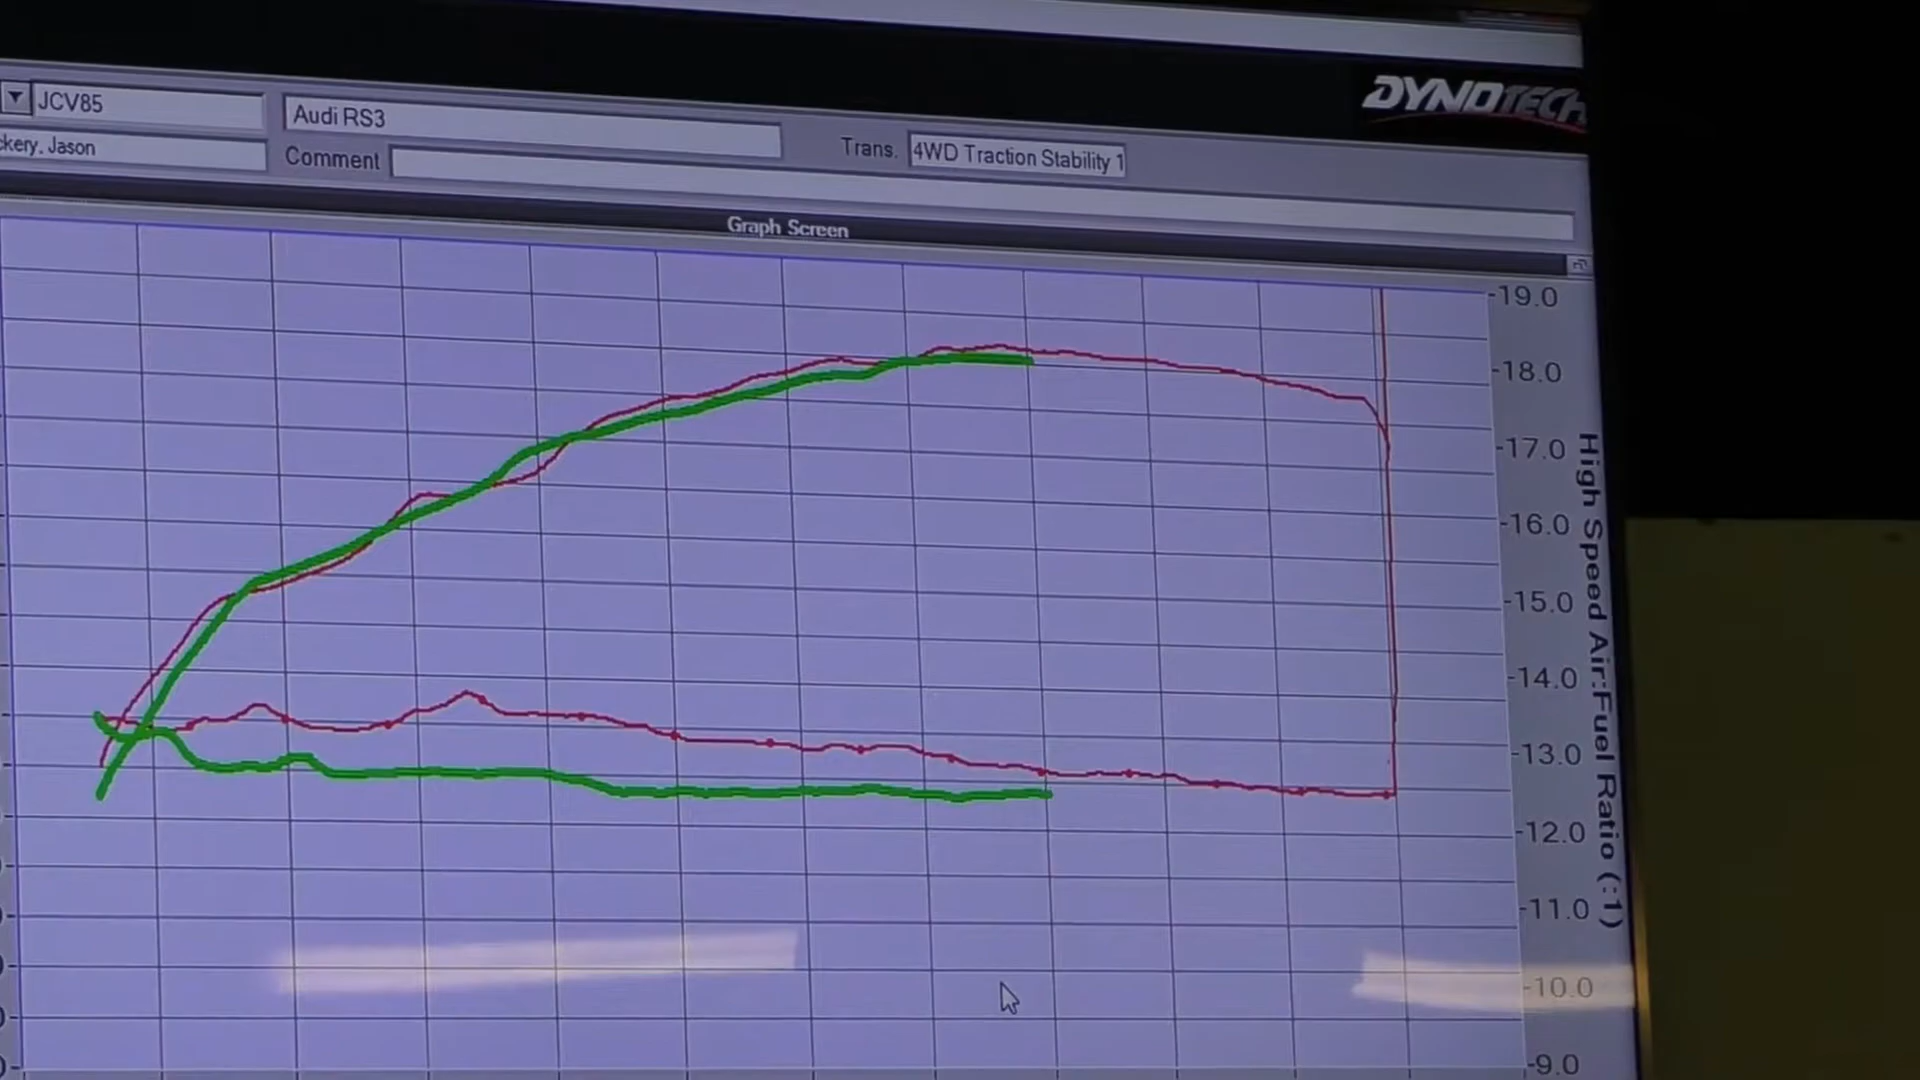 DYNOTECH
JCV85
Audi RS3
ckery, Jason
Comment
Trans.
4WD Traction Stability 1
Graph Screen
19.0
18.0
17.0
16.0
15.0
14.0
13.0
12.0
11.0
10.0
9.0
High Speed Air:Fuel Ratio (:1)